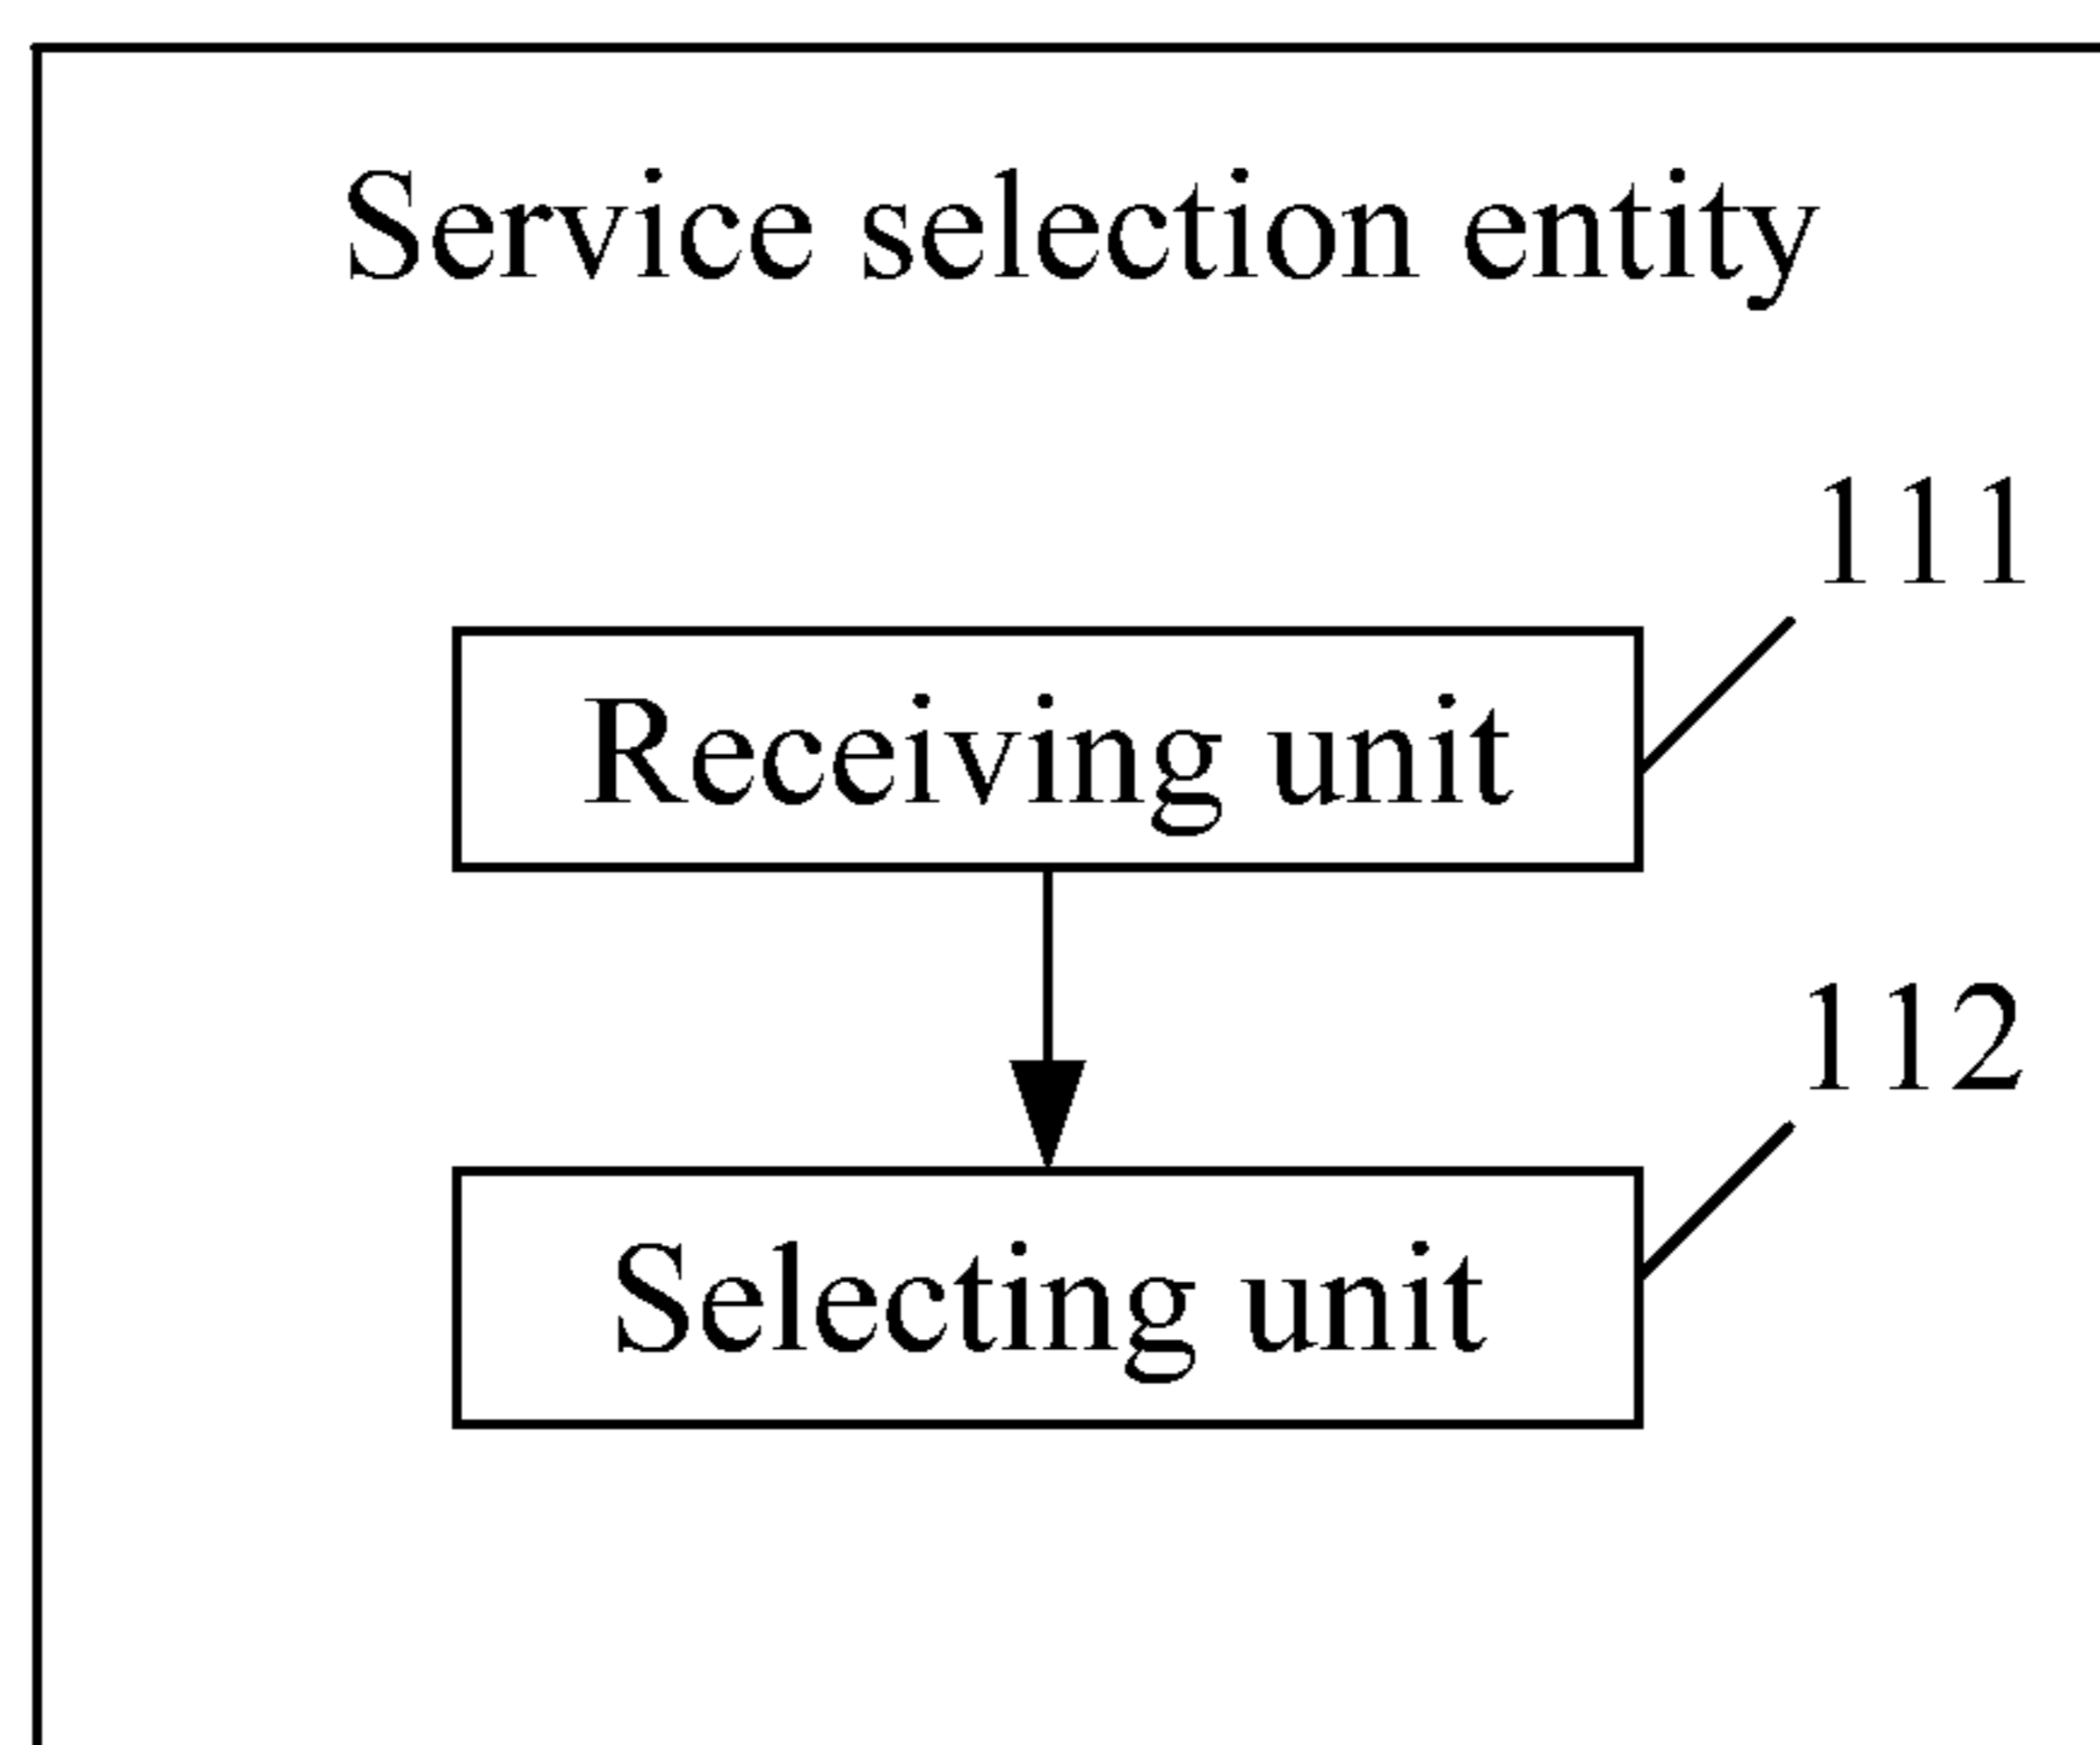 Service selection entity
111
Receiving unit
112
Selecting unit